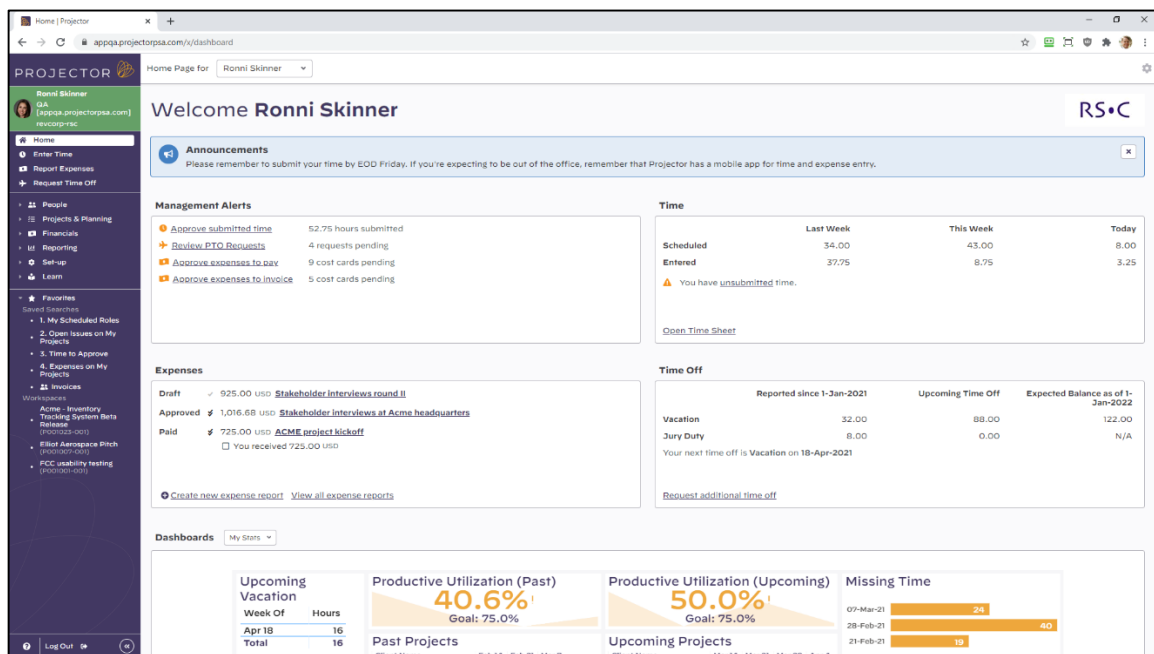 Home | Projector
appqa.projectorpsa.com/x/dashboard
PROJECTOR
Ronni Skinner
QA
[appqa.projectorpsa.com]
revcorp-rsc
Home
Enter Time
Report Expenses
Request Time Off
People
Projects & Planning
Financials
Reporting
Set-up
Learn
Favorites
Saved Searches
1. My Scheduled Roles
2. Open Issues on My
Projects
3. Time to Approve
4. Expenses on My
Projects
Invoices
Workspaces
Acme - Inventory
Tracking System Beta
Release
(P001023-001)
Elliot Aerospace Pitch
(P001007-001)
FCC usability testing
(P001001-001)
Log Out
Home Page for Ronni Skinner
Welcome Ronni Skinner
RS•C
Announcements
Please remember to submit your time by EOD Friday. If you're expecting to be out of the office, remember that Projector has a mobile app for time and expense entry.
Management Alerts
Approve submitted time 52.75 hours submitted
Review PTO Requests 4 requests pending
Approve expenses to pay 9 cost cards pending
Approve expenses to invoice 5 cost cards pending
Time
Last Week This Week Today
Scheduled 34.00 43.00 8.00
Entered 37.75 8.75 3.25
You have unsubmitted time.
Open Time Sheet
Expenses
Draft 925.00 USD Stakeholder interviews round II
Approved 1,016.68 USD Stakeholder interviews at Acme headquarters
Paid 725.00 USD ACME project kickoff
You received 725.00 USD
Create new expense report View all expense reports
Time Off
Reported since 1-Jan-2021 Upcoming Time Off Expected Balance as of 1-
Jan-2022
Vacation 32.00 88.00 122.00
Jury Duty 8.00 0.00 N/A
Your next time off is Vacation on 18-Apr-2021
Request additional time off
Dashboards My Stats
Upcoming
Vacation
Week Of Hours
Apr 18 16
Total 16
Productive Utilization (Past)
40.6%!
Goal: 75.0%
Past Projects
Productive Utilization (Upcoming)
50.0%!
Goal: 75.0%
Upcoming Projects
Missing Time
07-Mar-21 24
28-Feb-21 40
21-Feb-21 19